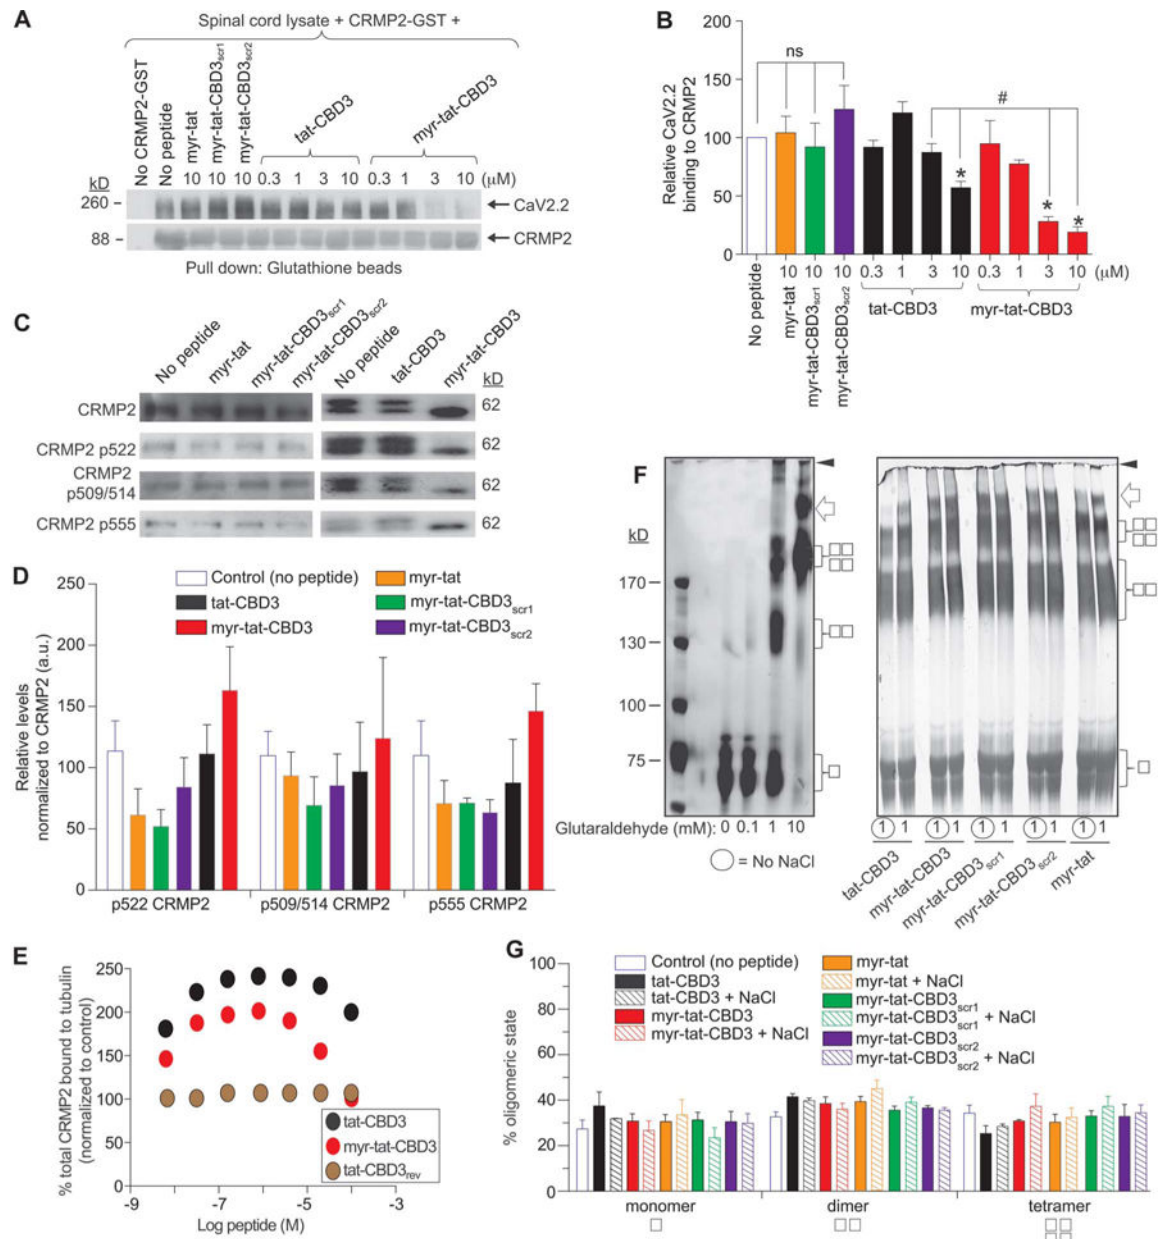 A
Spinal cord lysate + CRMP2-GST +
No CRMP2-GST
No peptide
myr-tat
myr-tat-CBD3scr1
myr-tat-CBD3scr2
tat-CBD3
myr-tat-CBD3
10 10 10 0.3 1 3 10 0.3 1 3 10 (μM)
kD
260
CaV2.2
88
CRMP2
Pull down: Glutathione beads
B
Relative CaV2.2
binding to CRMP2
200
150
100
50
0
ns
#
*
*
*
10 10 10 0.3 1 3 10 0.3 1 3 10 (μM)
No peptide
myr-tat
myr-tat-CBD3scr1
myr-tat-CBD3scr2
tat-CBD3
myr-tat-CBD3
C
No peptide
myr-tat
myr-tat-CBD3scr1
myr-tat-CBD3scr2
No peptide
tat-CBD3
myr-tat-CBD3
kD
CRMP2
62
CRMP2 p522
62
CRMP2
p509/514
62
CRMP2 p555
62
D
Relative levels
normalized to CRMP2 (a.u.)
250
200
150
100
50
0
Control (no peptide)
tat-CBD3
myr-tat-CBD3
myr-tat
myr-tat-CBD3scr1
myr-tat-CBD3scr2
p522 CRMP2
p509/514 CRMP2
p555 CRMP2
E
% total CRMP2 bound to tubulin
(normalized to control)
250
200
150
100
50
0
tat-CBD3
myr-tat-CBD3
tat-CBD3rev
-9 -7 -5 -3
Log peptide (M)
F
kD
170
130
100
75
Glutaraldehyde (mM): 0 0.1 1 10
= No NaCl
1 1 1 1 1 1 1 1 1 1
tat-CBD3
myr-tat-CBD3
myr-tat-CBD3scr1
myr-tat-CBD3scr2
myr-tat
G
% oligomeric state
100
80
60
40
20
0
Control (no peptide)
tat-CBD3
tat-CBD3 + NaCl
myr-tat-CBD3
myr-tat-CBD3 + NaCl
myr-tat
myr-tat + NaCl
myr-tat-CBD3scr1
myr-tat-CBD3scr1 + NaCl
myr-tat-CBD3scr2
myr-tat-CBD3scr2 + NaCl
monomer
dimer
tetramer